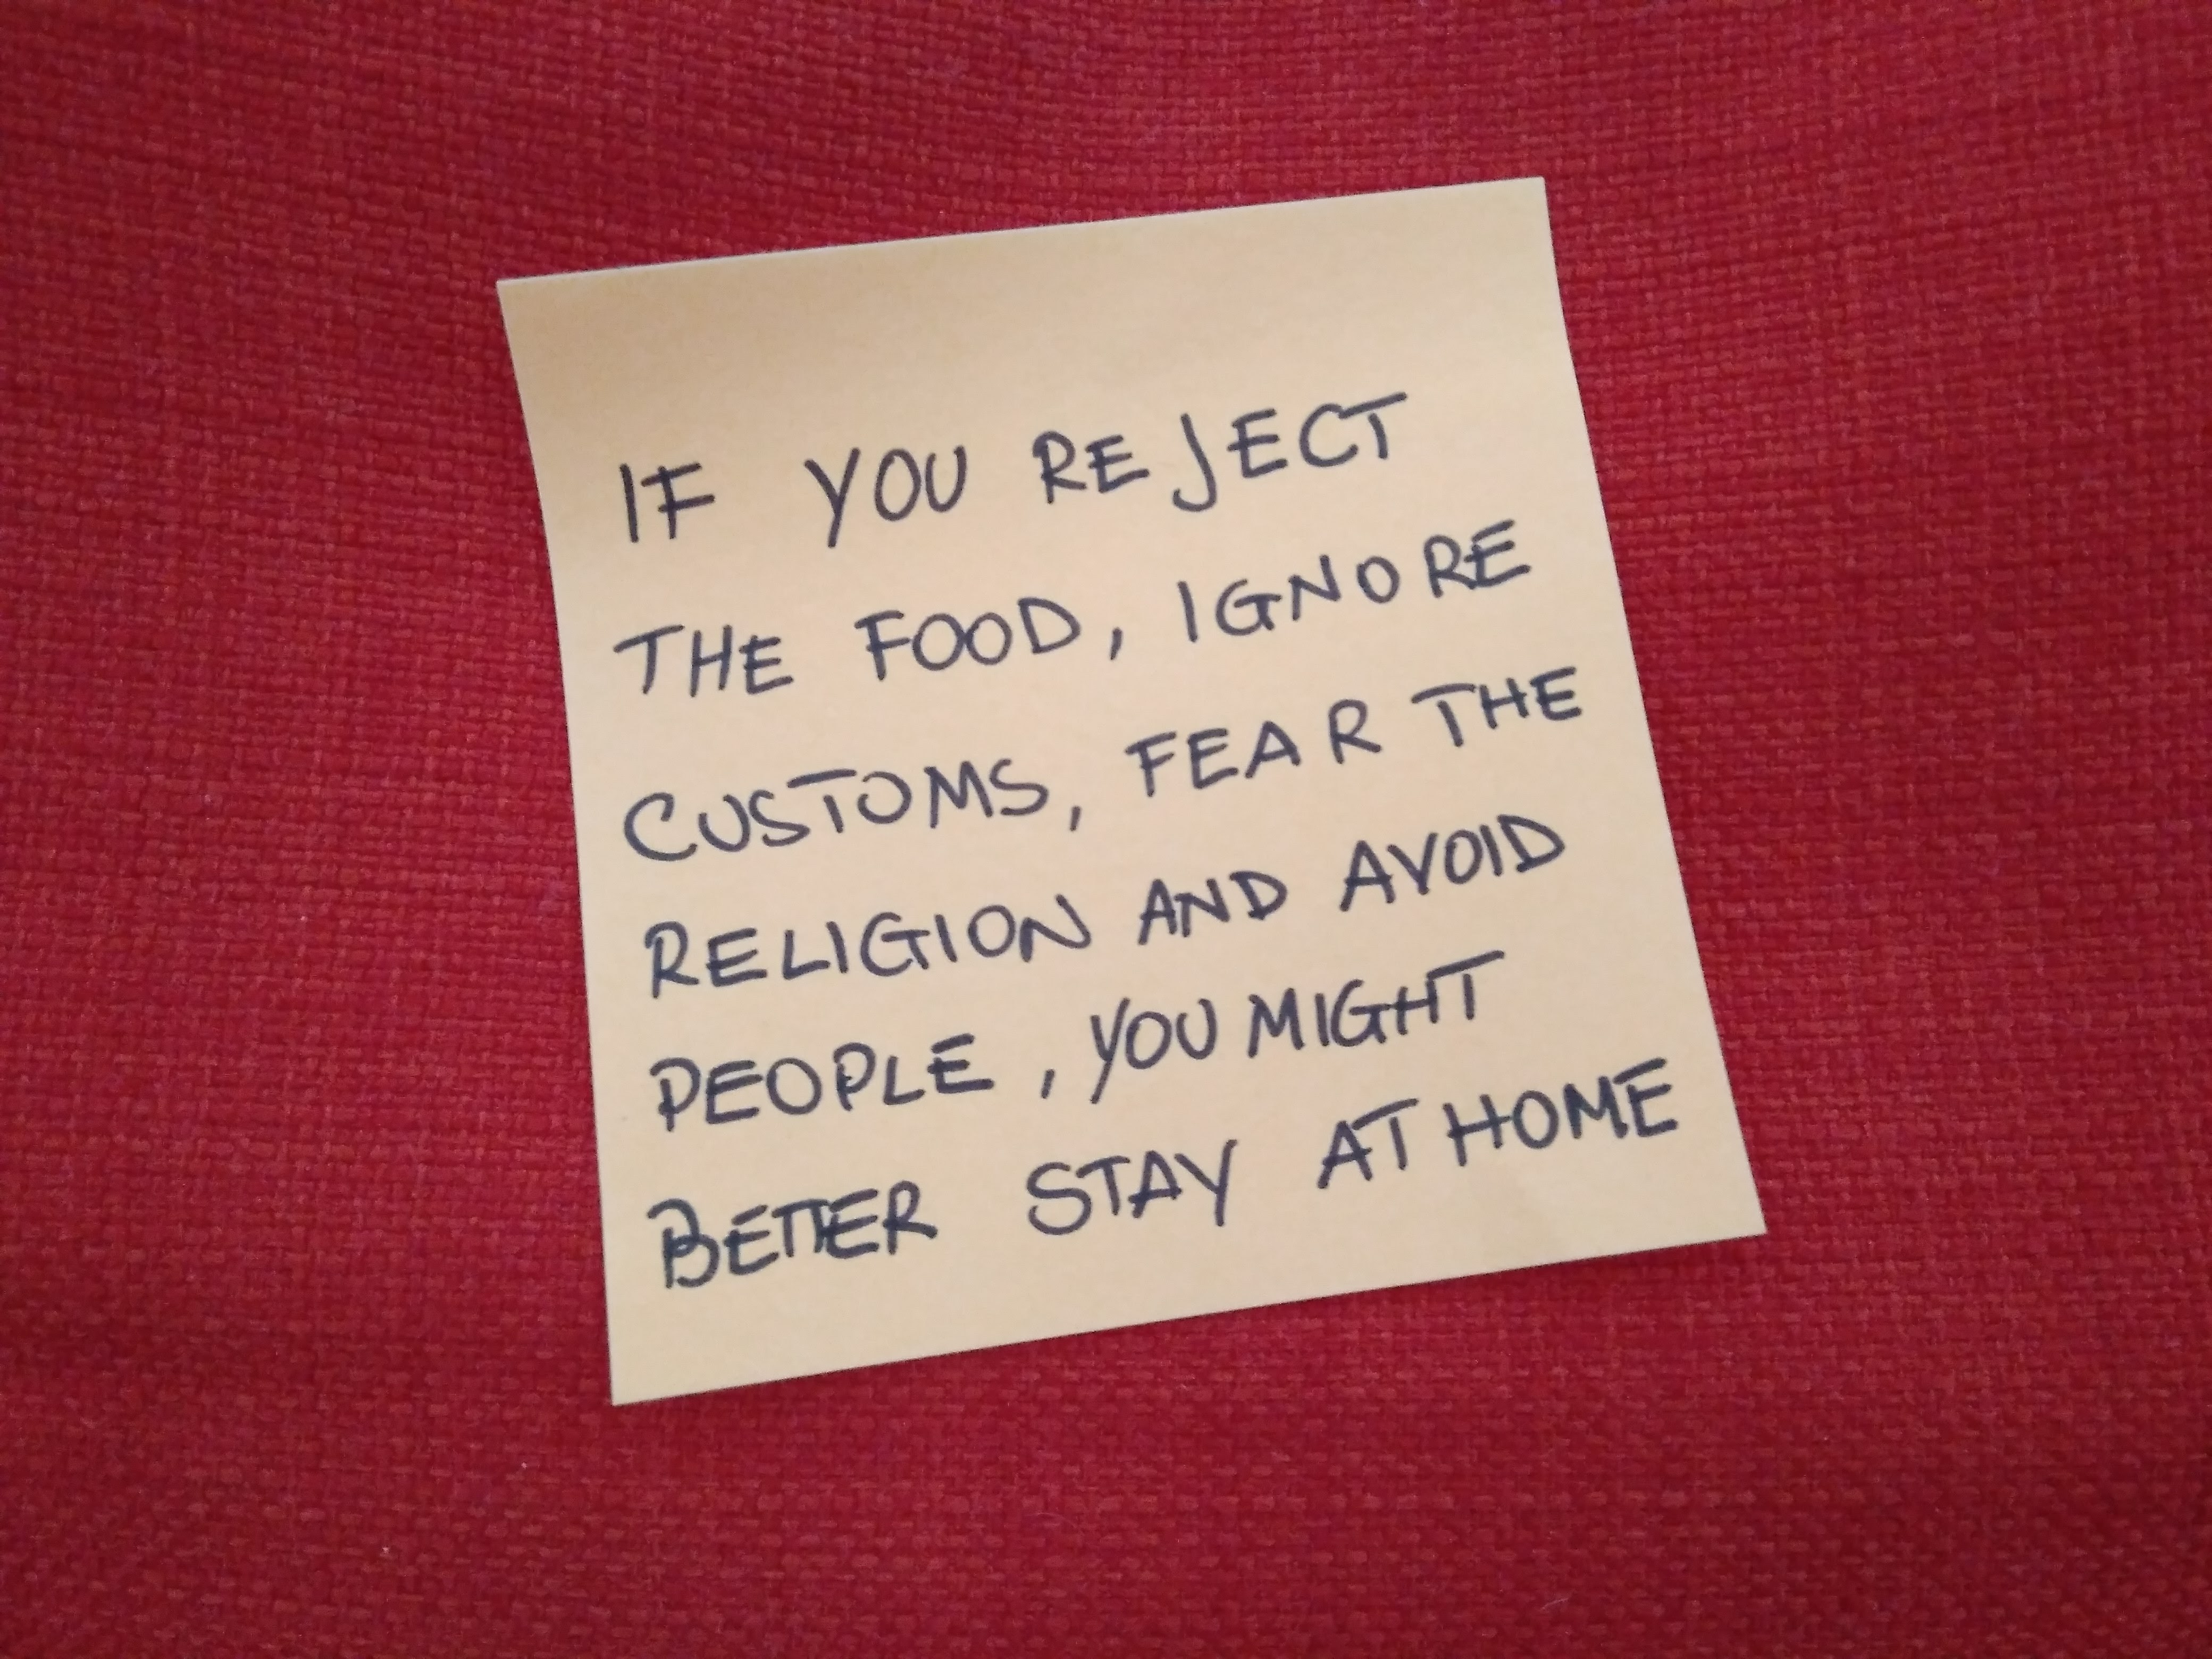 IF YOU REJECT
THE FOOD, IGNORE
CUSTOMS, FEAR THE
RELIGION AND AVOID
PEOPLE, YOU MIGHT
BETTER STAY AT HOME